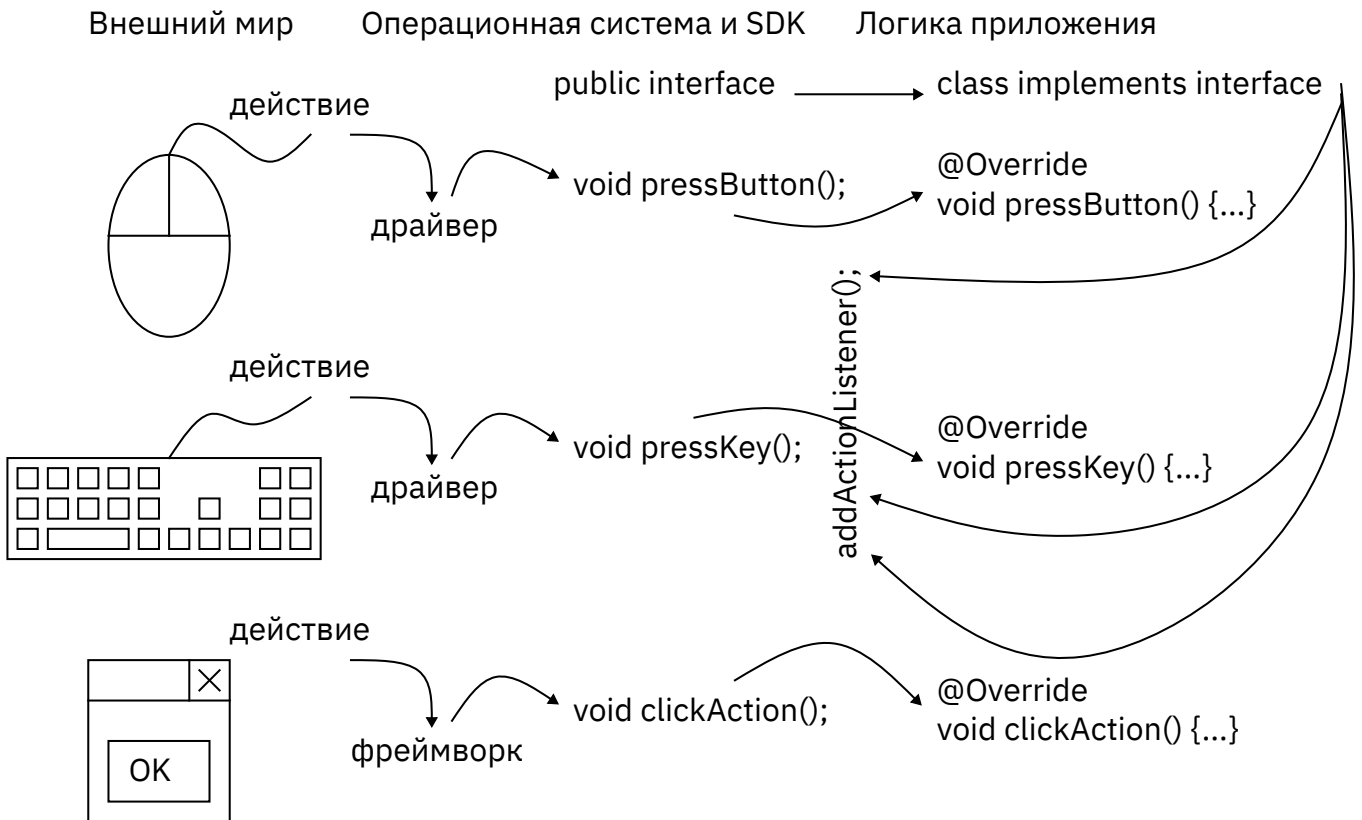 Внешний мир
Операционная система и SDK
Логика приложения
public interface
class implements interface
действие
драйвер
void pressButton();
@Override
void pressButton() {...}
addActionListener();
действие
драйвер
void pressKey();
@Override
void pressKey() {...}
действие
фреймворк
void clickAction();
@Override
void clickAction() {...}
OK